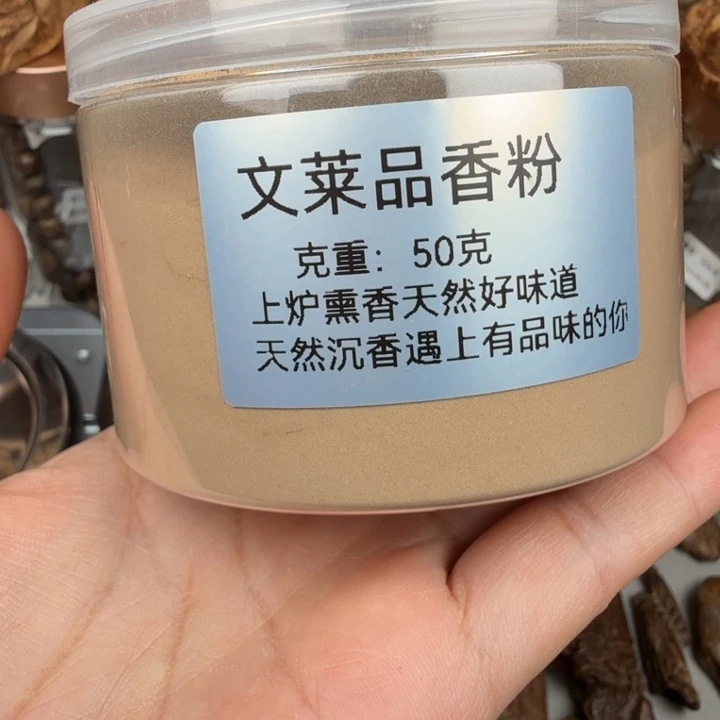 文莱品香粉
克重：50克
上炉熏香天然好味道
天然沉香遇上有品味的你